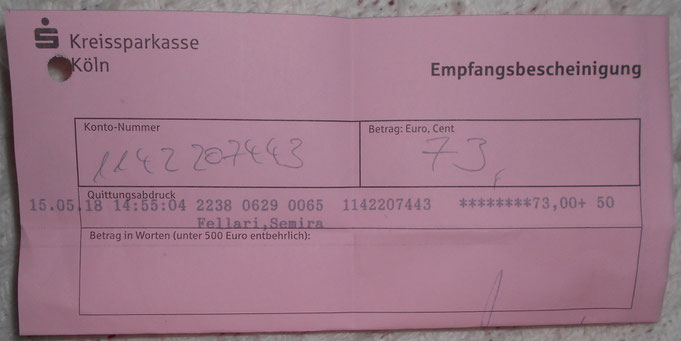 Kreissparkasse
Köln
Empfangsbescheinigung
Konto-Nummer
Betrag: Euro, Cent
1142207443
73,
Quittungsabdruck
15.05.18 14:55:04 2238 0629 0065 1142207443 ********73,00+ 50
Fellari,Semira
Betrag in Worten (unter 500 Euro entbehrlich):